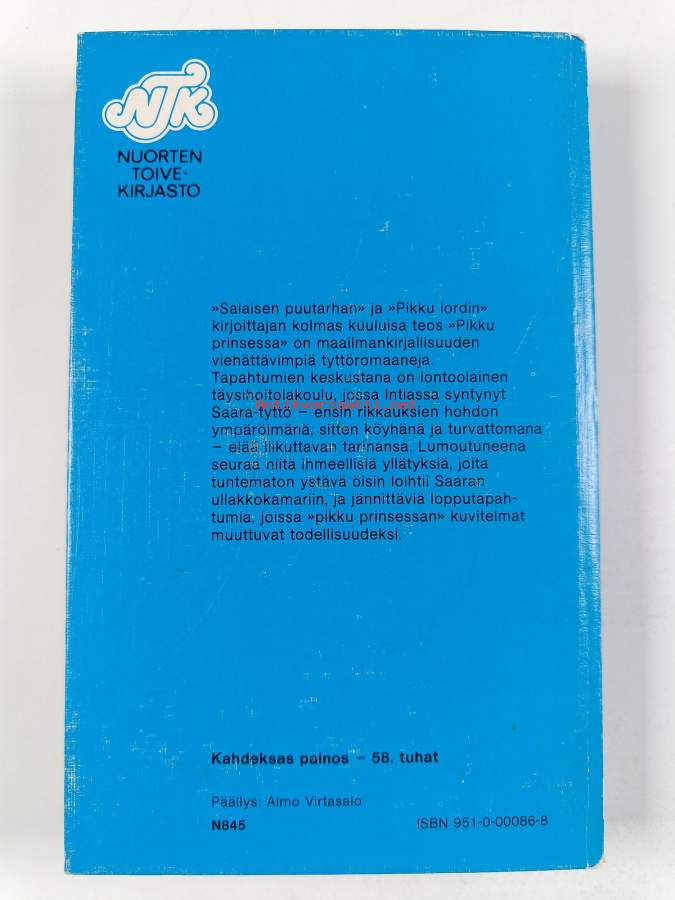 NTK
NUORTEN
TOIVE-
KIRJASTO
»Salaisen puutarhan» ja »Pikku lordin»
kirjoittajan kolmas kuuluisa teos »Pikku
prinsessa» on maailmankirjallisuuden
viehättävimpiä tyttöromaaneja.
Tapahtumien keskustana on lontoolainen
täysihoitolakoulu, jossa Intiassa syntynyt
Saara-tyttö – ensin rikkauksien hohdon
ympäröimänä, sitten köyhänä ja turvattomana
– elää liikuttavan tarinansa. Lumoutuneena
seuraa niitä ihmeellisiä yllätyksiä, joita
tuntematon ystävä öisin loihtii Saaran
ullakkokamariin, ja jännittäviä lopputapah-
tumia, joissa »pikku prinsessan» kuvitelmat
muuttuvat todellisuudeksi.
Kahdeksas painos – 58. tuhat
Päällys: Aimo Virtasalo
N845 ISBN 951-0-00086-8